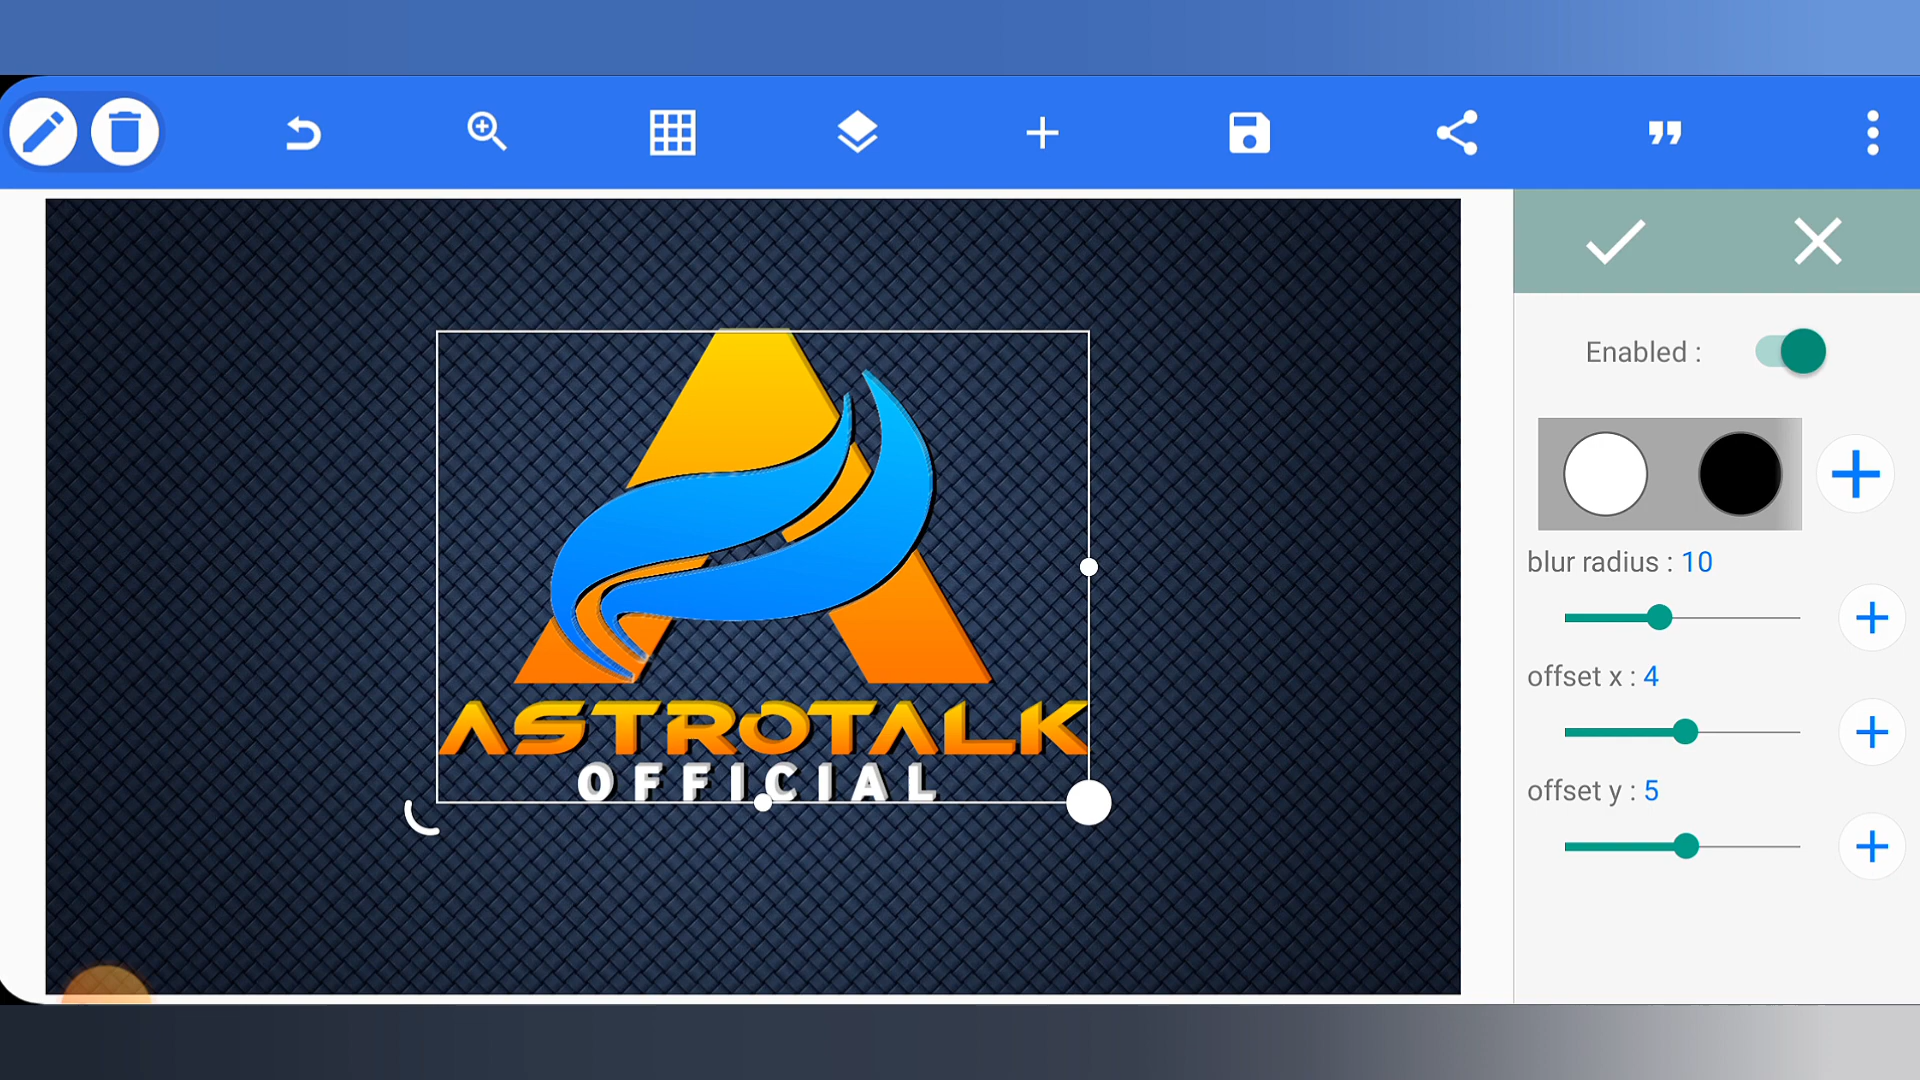 Enabled :
blur radius : 10
offset x : 4
offset y : 5
ASTROTALK
OFFICIAL